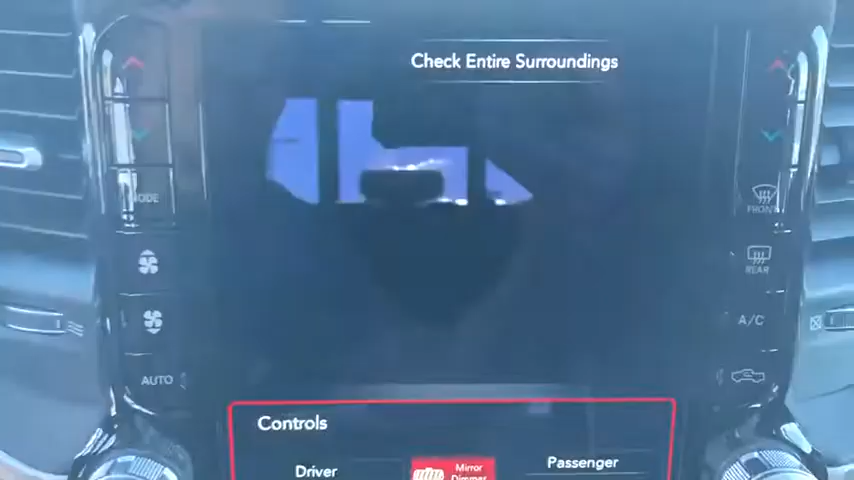 Check Entire Surroundings
MODE
FRONT
REAR
A/C
AUTO
Controls
Driver
Mirror
Dimmer
Passenger